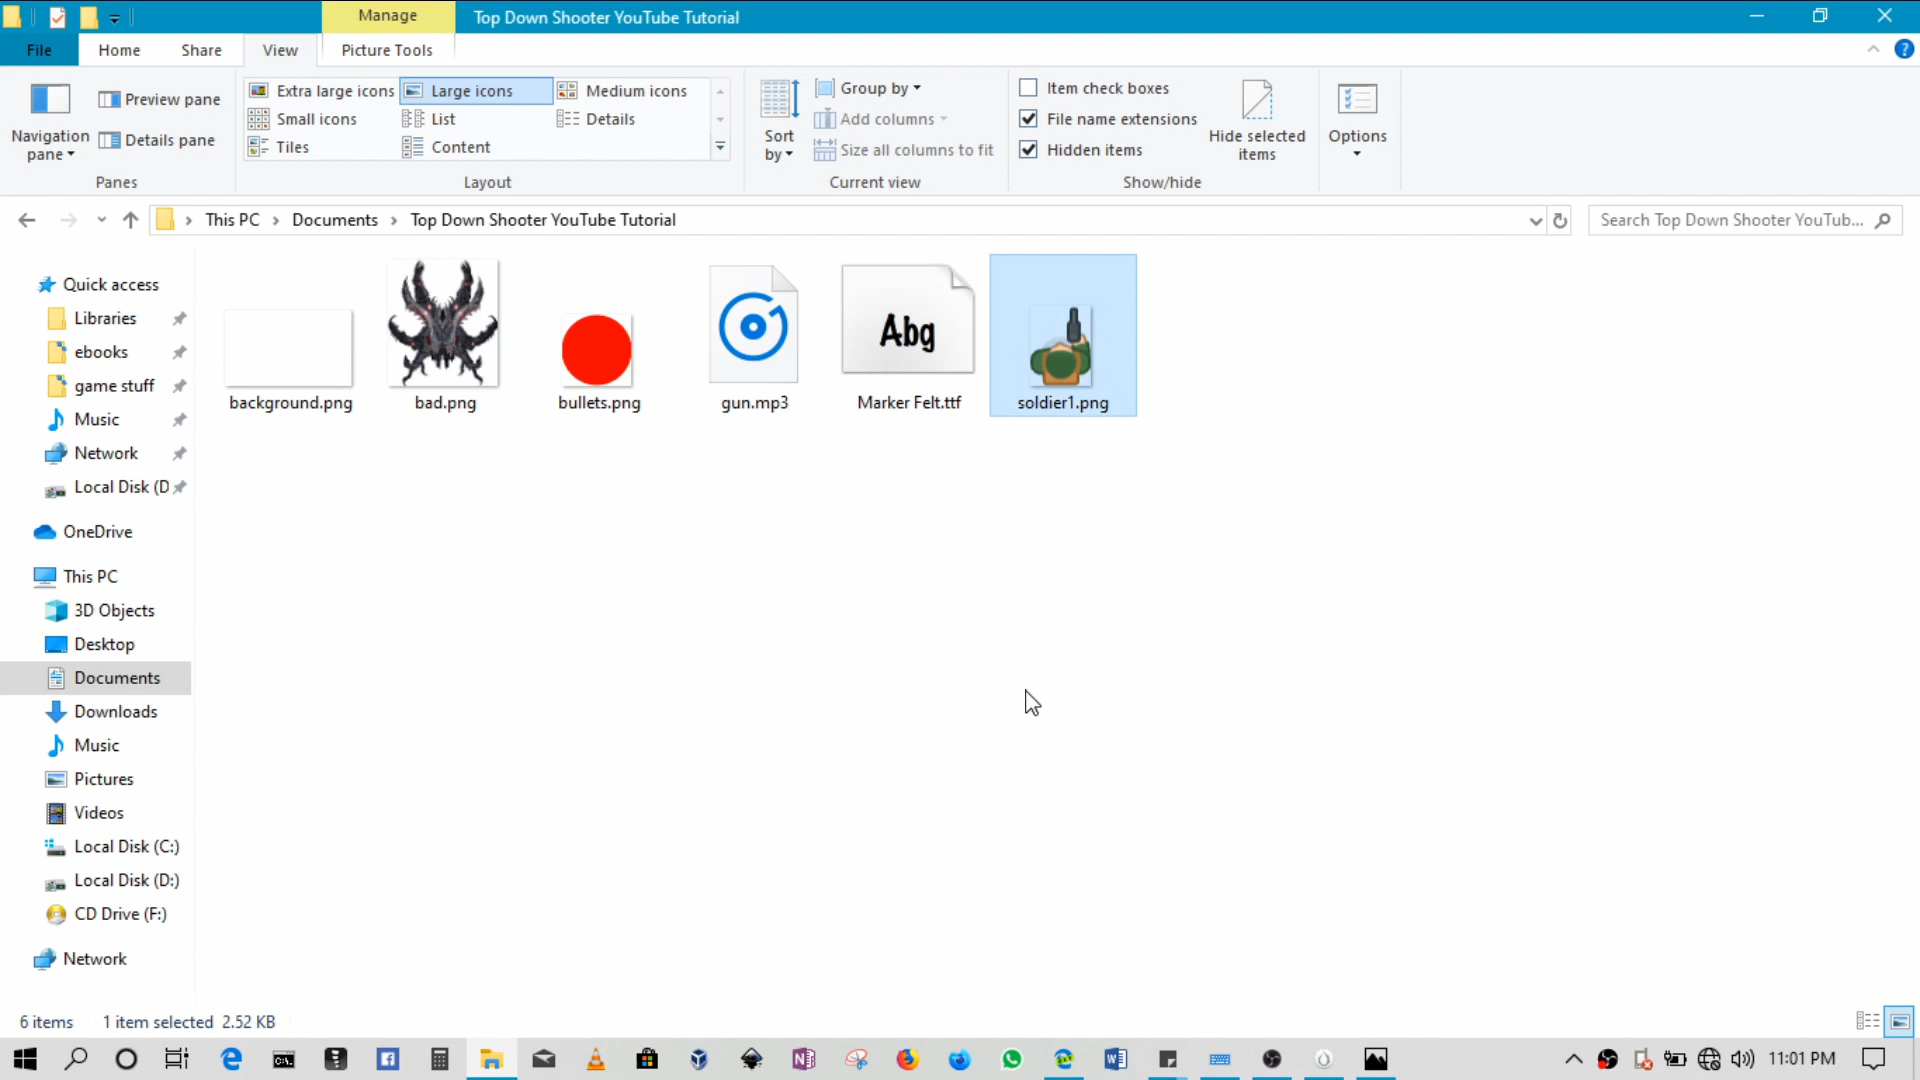 Manage
Top Down Shooter YouTube Tutorial
File
Home
Share
View
Picture Tools
Navigation pane
Preview pane
Details pane
Panes
Extra large icons
Large icons
Medium icons
Small icons
List
Details
Tiles
Content
Layout
Sort by
Group by
Add columns
Size all columns to fit
Current view
Item check boxes
File name extensions
Hidden items
Hide selected items
Show/hide
Options
This PC
Documents
Top Down Shooter YouTube Tutorial
Search Top Down Shooter YouTub...
Quick access
Libraries
ebooks
game stuff
Music
Network
Local Disk (D
OneDrive
This PC
3D Objects
Desktop
Documents
Downloads
Music
Pictures
Videos
Local Disk (C:)
Local Disk (D:)
CD Drive (F:)
Network
background.png
bad.png
bullets.png
gun.mp3
Abg
Marker Felt.ttf
soldier1.png
6 items
1 item selected 2.52 KB
11:01 PM